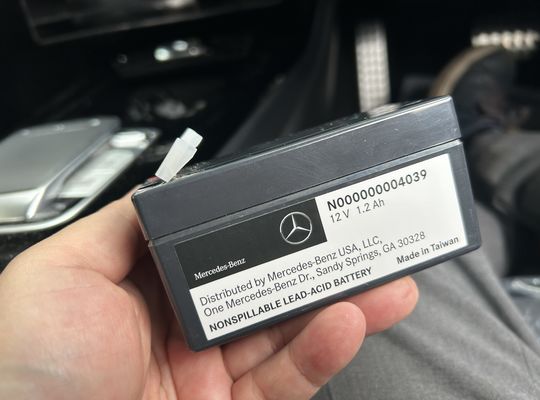 N000000004039
12 V 1.2 Ah
Mercedes-Benz
Distributed by Mercedes-Benz USA, LLC,
One Mercedes-Benz Dr., Sandy Springs, GA 30328
NONSPILLABLE LEAD-ACID BATTERY
Made in Taiwan